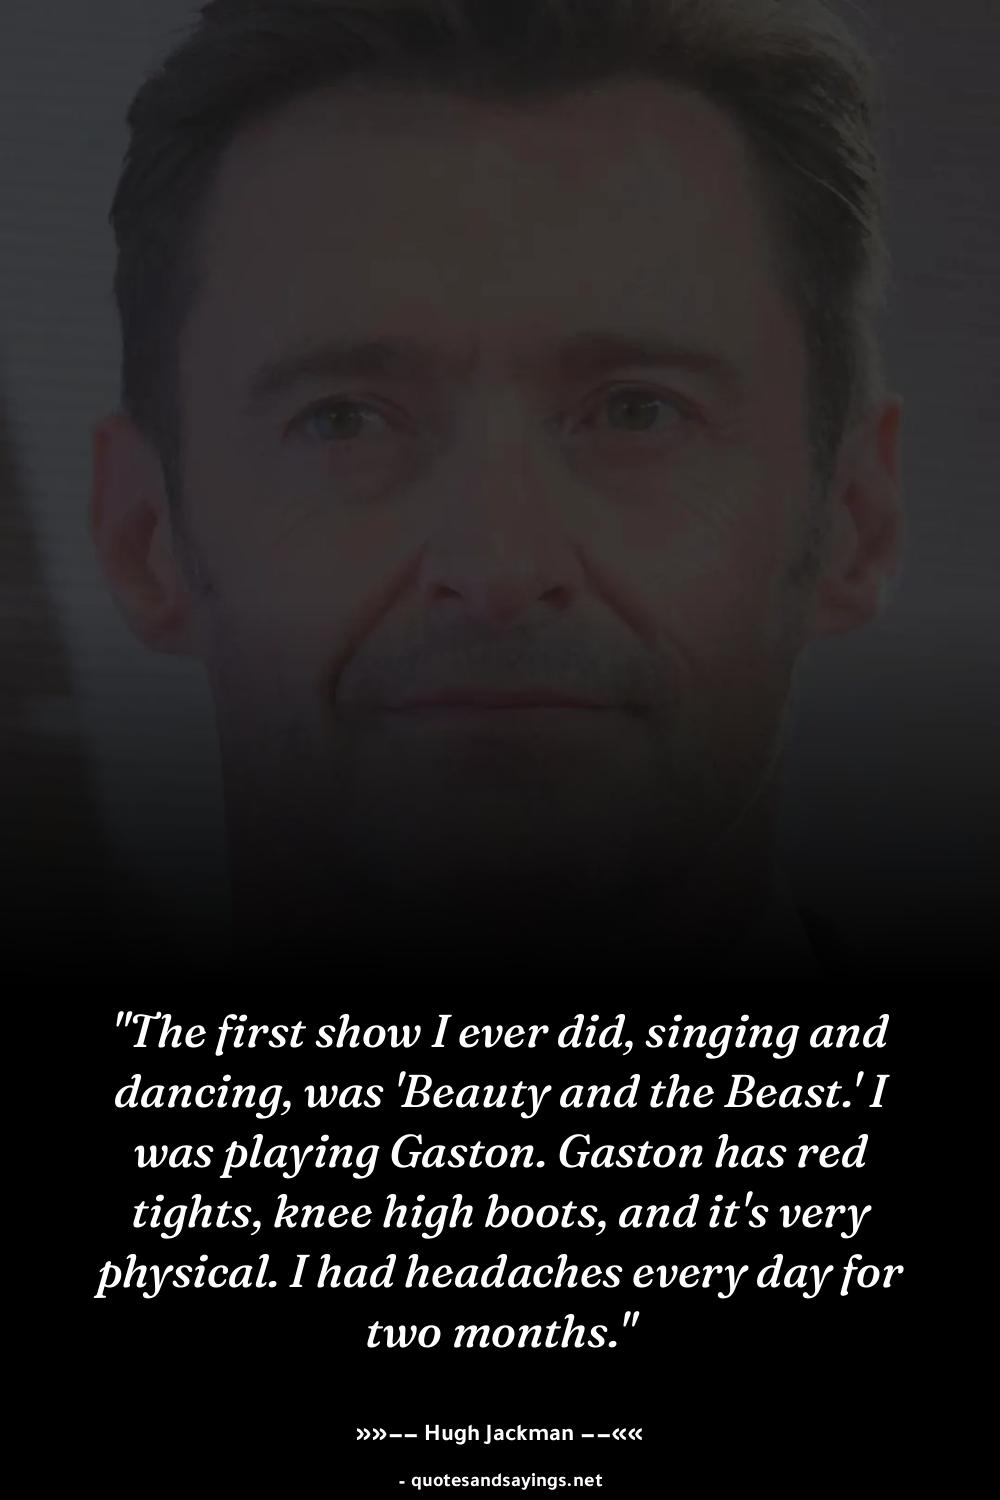 "The first show I ever did, singing and
dancing, was 'Beauty and the Beast.' I
was playing Gaston. Gaston has red
tights, knee high boots, and it's very
physical. I had headaches every day for
two months."
»»–– Hugh Jackman ––««
- quotesandsayings.net